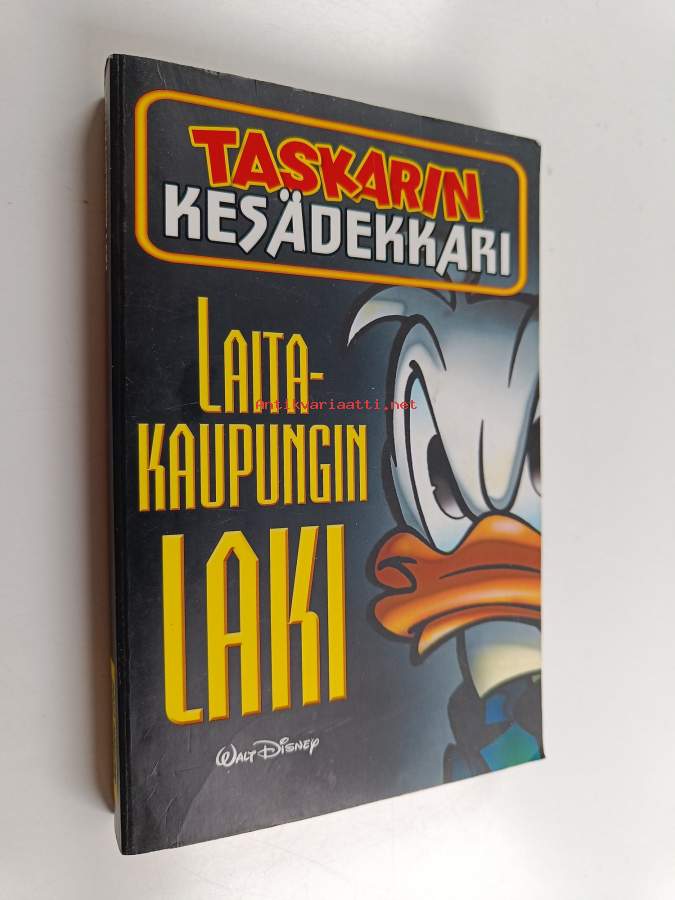 TASKARIN
KESÄDEKKARI
LAITA-
KAUPUNGIN
LAKI
Antikvariaatti.net
WALT DISNEY